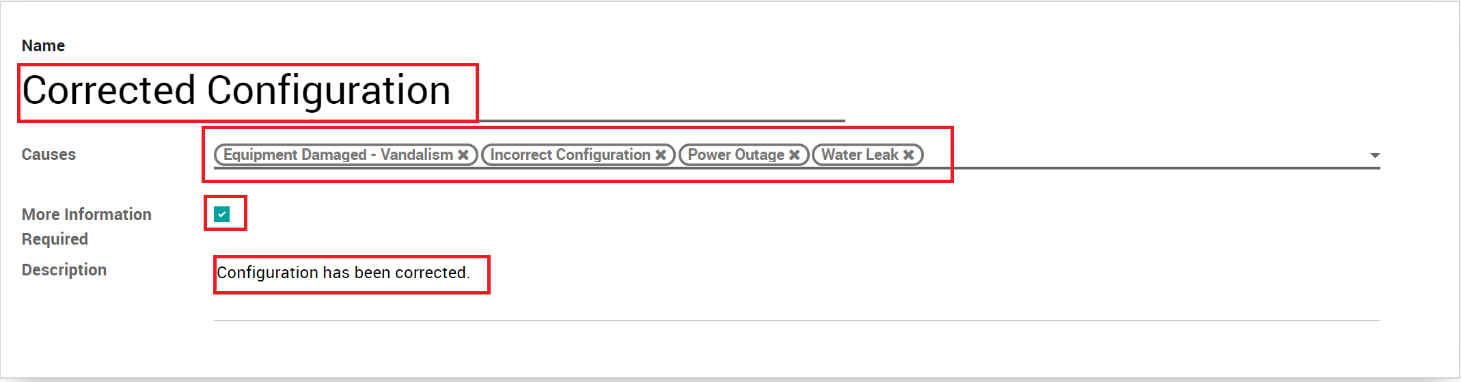 Name
Corrected Configuration
Causes Equipment Damaged - Vandalism ✖ Incorrect Configuration ✖ Power Outage ✖ Water Leak ✖
More Information
Required
Description Configuration has been corrected.